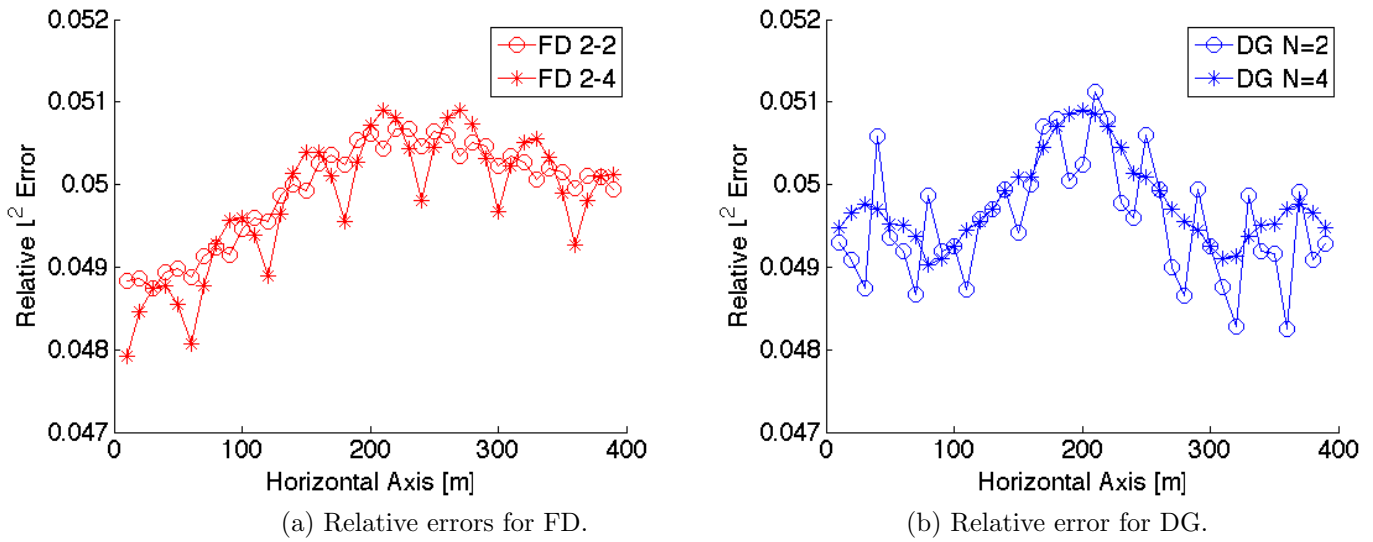 0.052
0.051
0.05
0.049
0.048
0.047
Relative L² Error
0
100
200
300
400
Horizontal Axis [m]
FD 2-2
FD 2-4
(a) Relative errors for FD.
0.052
0.051
0.05
0.049
0.048
0.047
Relative L² Error
0
100
200
300
400
Horizontal Axis [m]
DG N=2
DG N=4
(b) Relative error for DG.